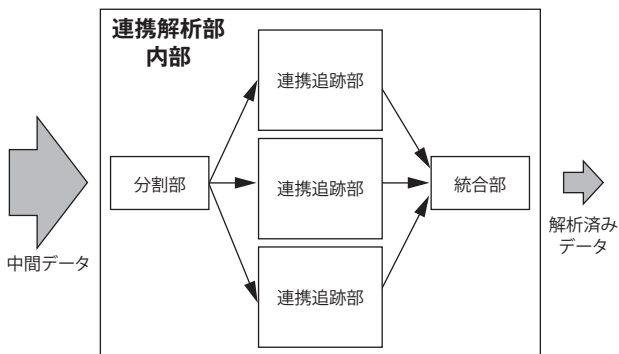 連携解析部
内部
連携追跡部
分割部
連携追跡部
統合部
連携追跡部
中間データ
解析済み
データ